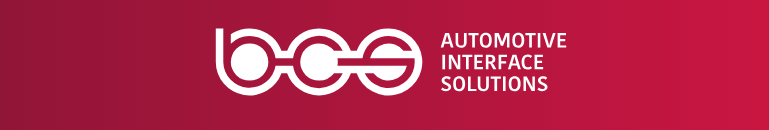 bcs
AUTOMOTIVE
INTERFACE
SOLUTIONS